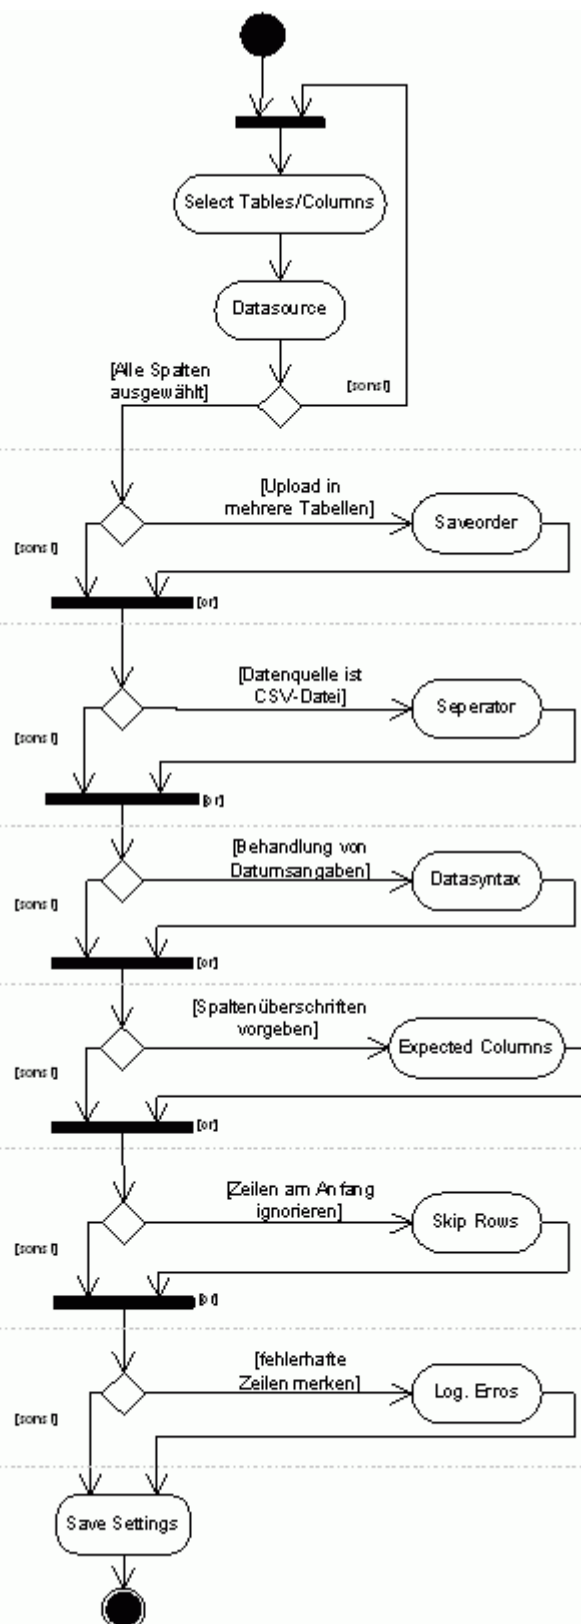 Select Tables/Columns
Datasource
[Alle Spalten
ausgewählt]
[sonst]
[Upload in
mehrere Tabellen]
Saveorder
[sonst]
[or]
[Datenquelle ist
CSV-Datei]
Seperator
[sonst]
[or]
[Behandlung von
Datumsangaben]
Datasyntax
[sonst]
[or]
[Spaltenüberschriften
vorgeben]
Expected Columns
[sonst]
[or]
[Zeilen am Anfang
ignorieren]
Skip Rows
[sonst]
[or]
[fehlerhafte
Zeilen merken]
Log. Erros
[sonst]
Save Settings